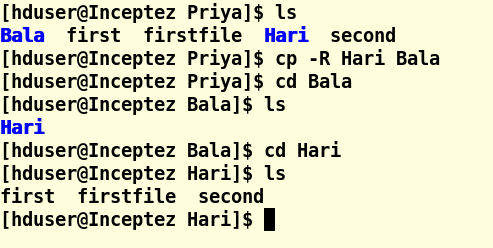 [hduser@Inceptez Priya]$ ls
Bala  first  firstfile  Hari  second
[hduser@Inceptez Priya]$ cp -R Hari Bala
[hduser@Inceptez Priya]$ cd Bala
[hduser@Inceptez Bala]$ ls
Hari
[hduser@Inceptez Bala]$ cd Hari
[hduser@Inceptez Hari]$ ls
first  firstfile  second
[hduser@Inceptez Hari]$